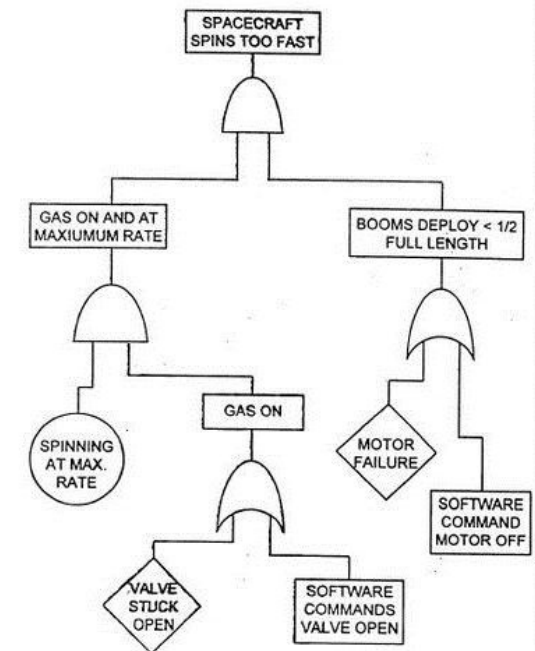 SPACECRAFT
SPINS TOO FAST
GAS ON AND AT
MAXIUMUM RATE
BOOMS DEPLOY < 1/2
FULL LENGTH
GAS ON
SPINNING
AT MAX.
RATE
MOTOR
FAILURE
SOFTWARE
COMMAND
MOTOR OFF
VALVE
STUCK
OPEN
SOFTWARE
COMMANDS
VALVE OPEN